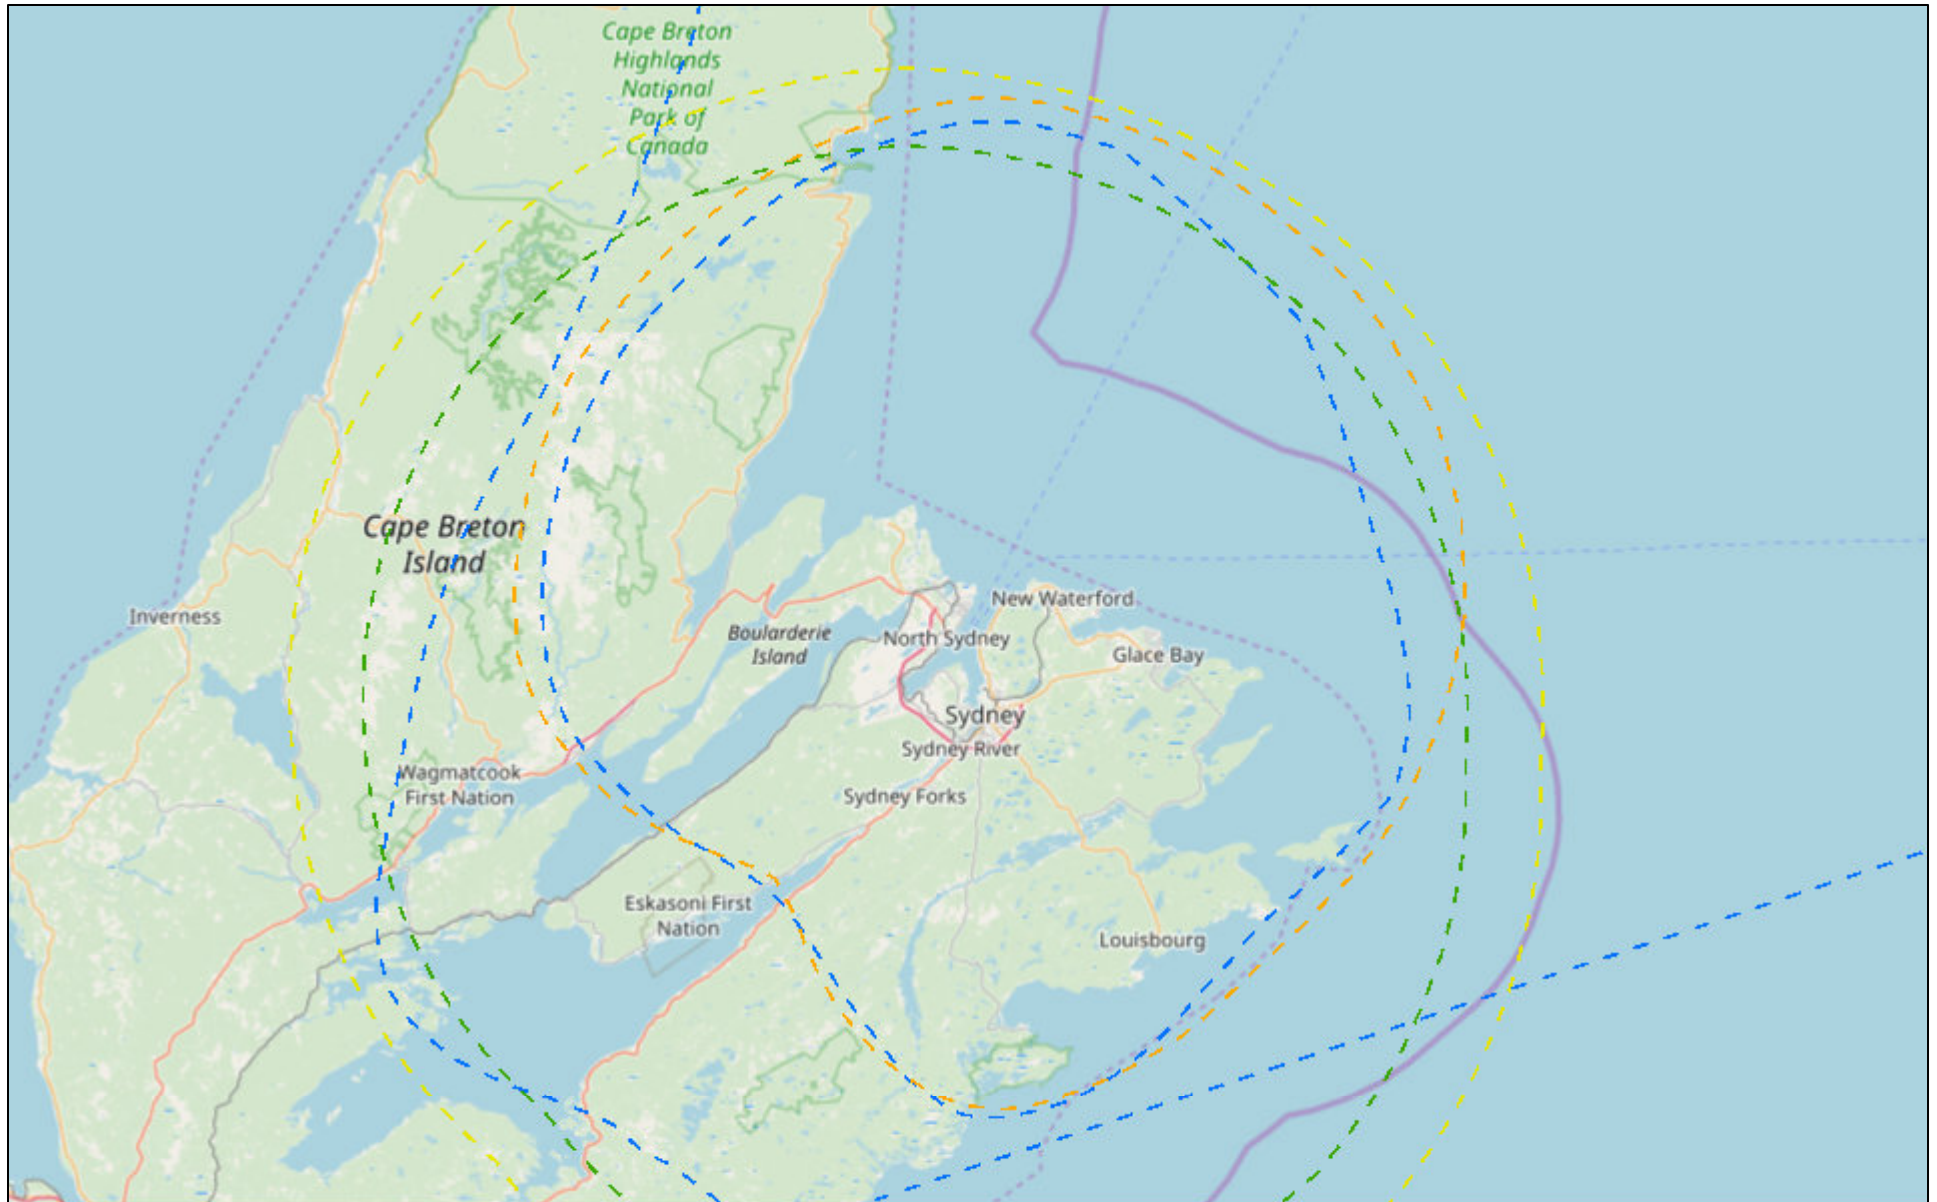 Cape Breton
Highlands
National
Park of
Canada
Cape Breton
Island
Inverness
New Waterford
Boularderie
Island
North Sydney
Glace Bay
Sydney
Sydney River
Wagmatcook
First Nation
Sydney Forks
Eskasoni First
Nation
Louisbourg